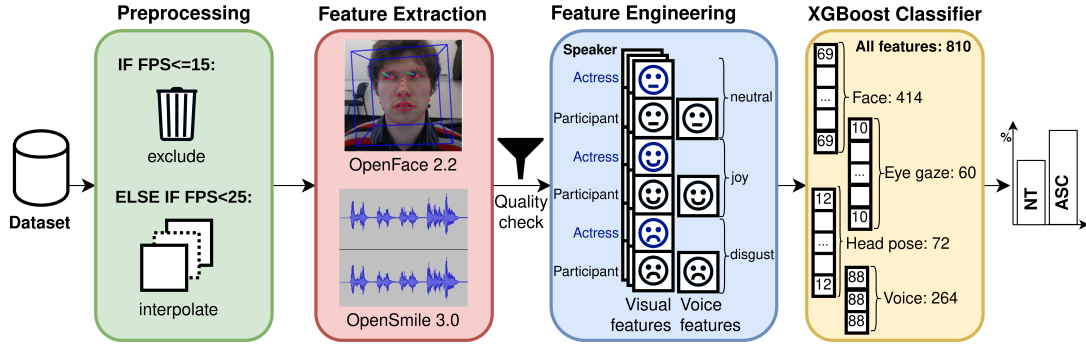 Preprocessing
Feature Extraction
Feature Engineering
XGBoost Classifier
Dataset
IF FPS<=15:
exclude
ELSE IF FPS<25:
interpolate
OpenFace 2.2
OpenSmile 3.0
Quality
check
Speaker
Actress
Participant
Actress
Participant
Actress
Participant
neutral
joy
disgust
Visual
features
Voice
features
All features: 810
69
...
69
Face: 414
10
...
10
Eye gaze: 60
12
...
12
Head pose: 72
88
88
88
Voice: 264
%
NT
ASC